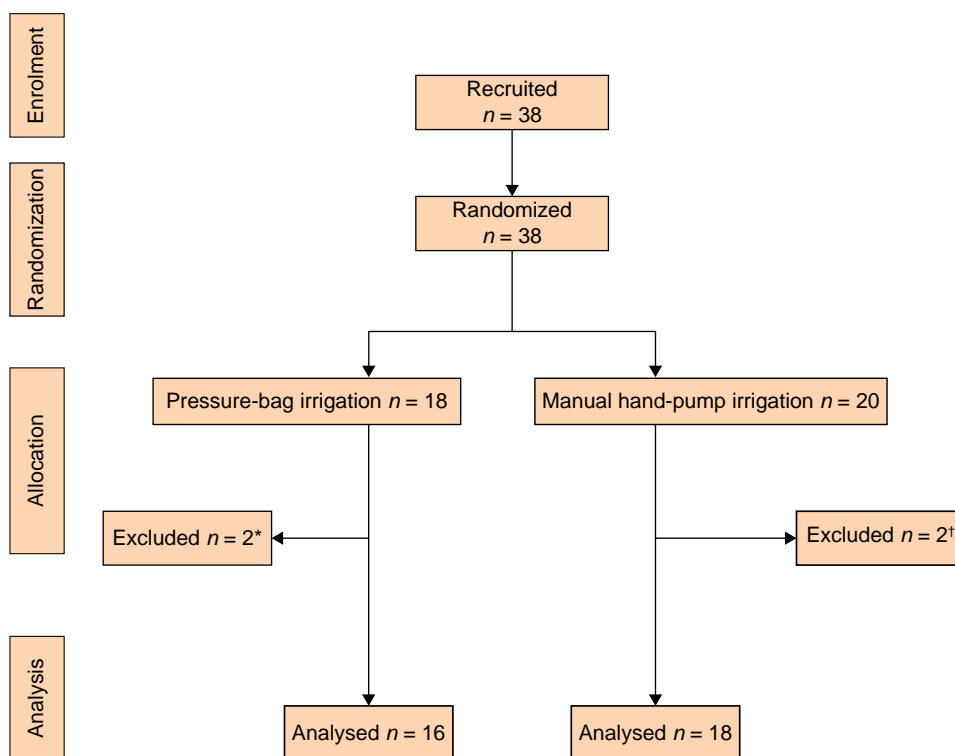 Enrolment
Recruited
n = 38
Randomization
Randomized
n = 38
Allocation
Pressure-bag irrigation n = 18
Manual hand-pump irrigation n = 20
Excluded n = 2*
Excluded n = 2†
Analysis
Analysed n = 16
Analysed n = 18